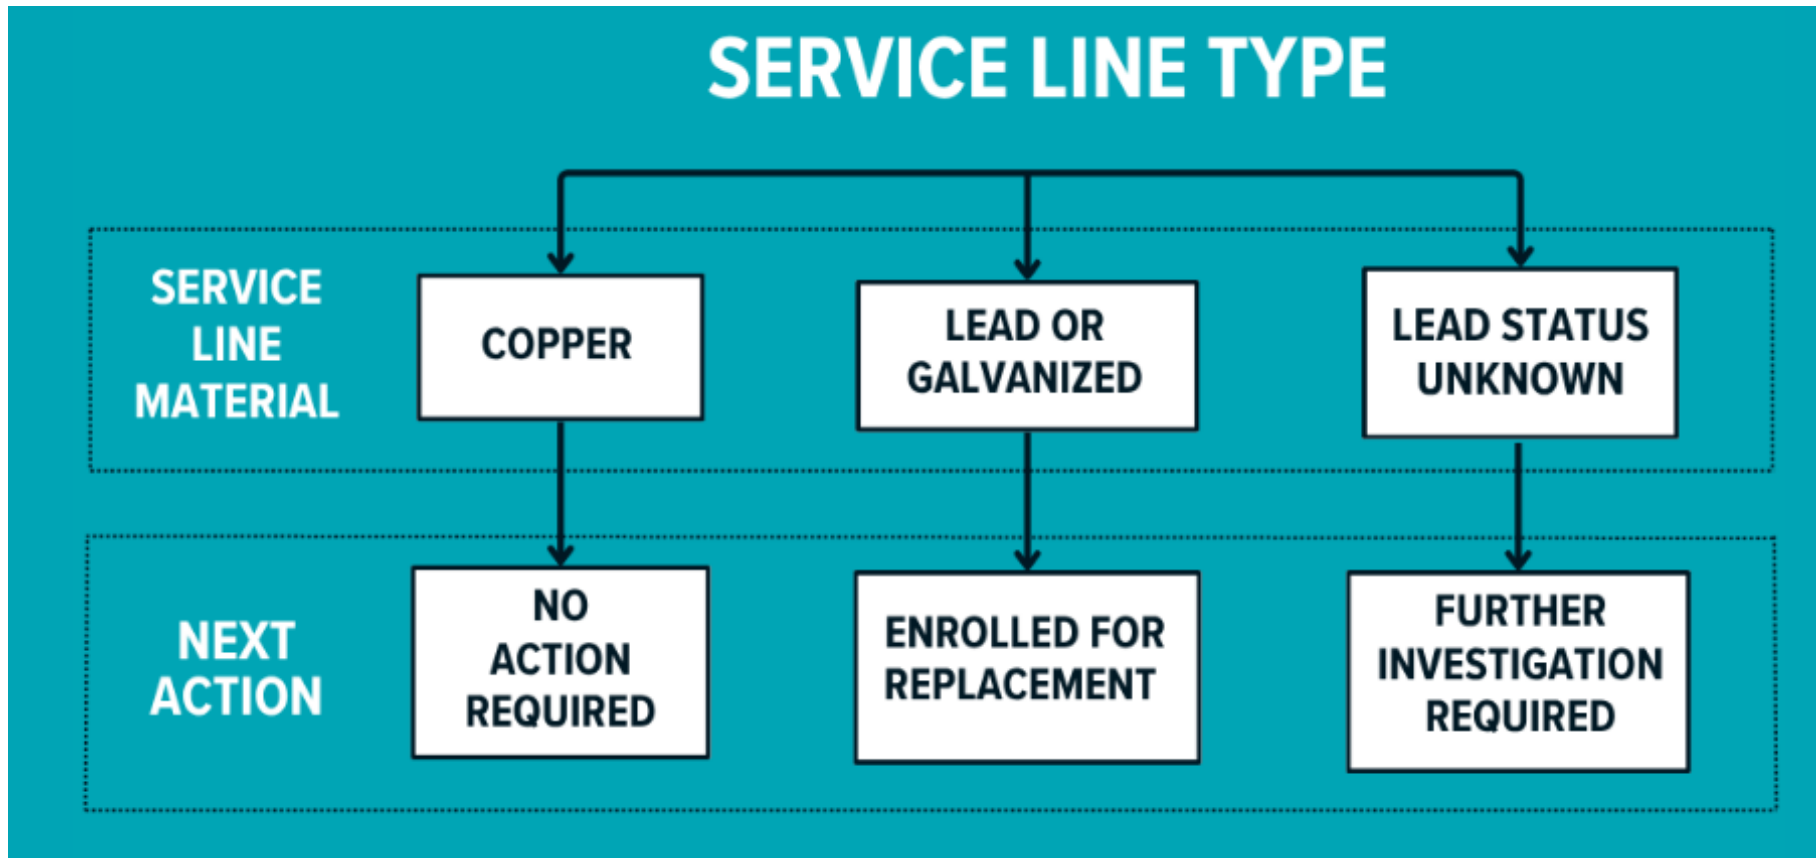 SERVICE LINE TYPE
SERVICE
LINE
MATERIAL
COPPER
LEAD OR
GALVANIZED
LEAD STATUS
UNKNOWN
NEXT
ACTION
NO
ACTION
REQUIRED
ENROLLED FOR
REPLACEMENT
FURTHER
INVESTIGATION
REQUIRED